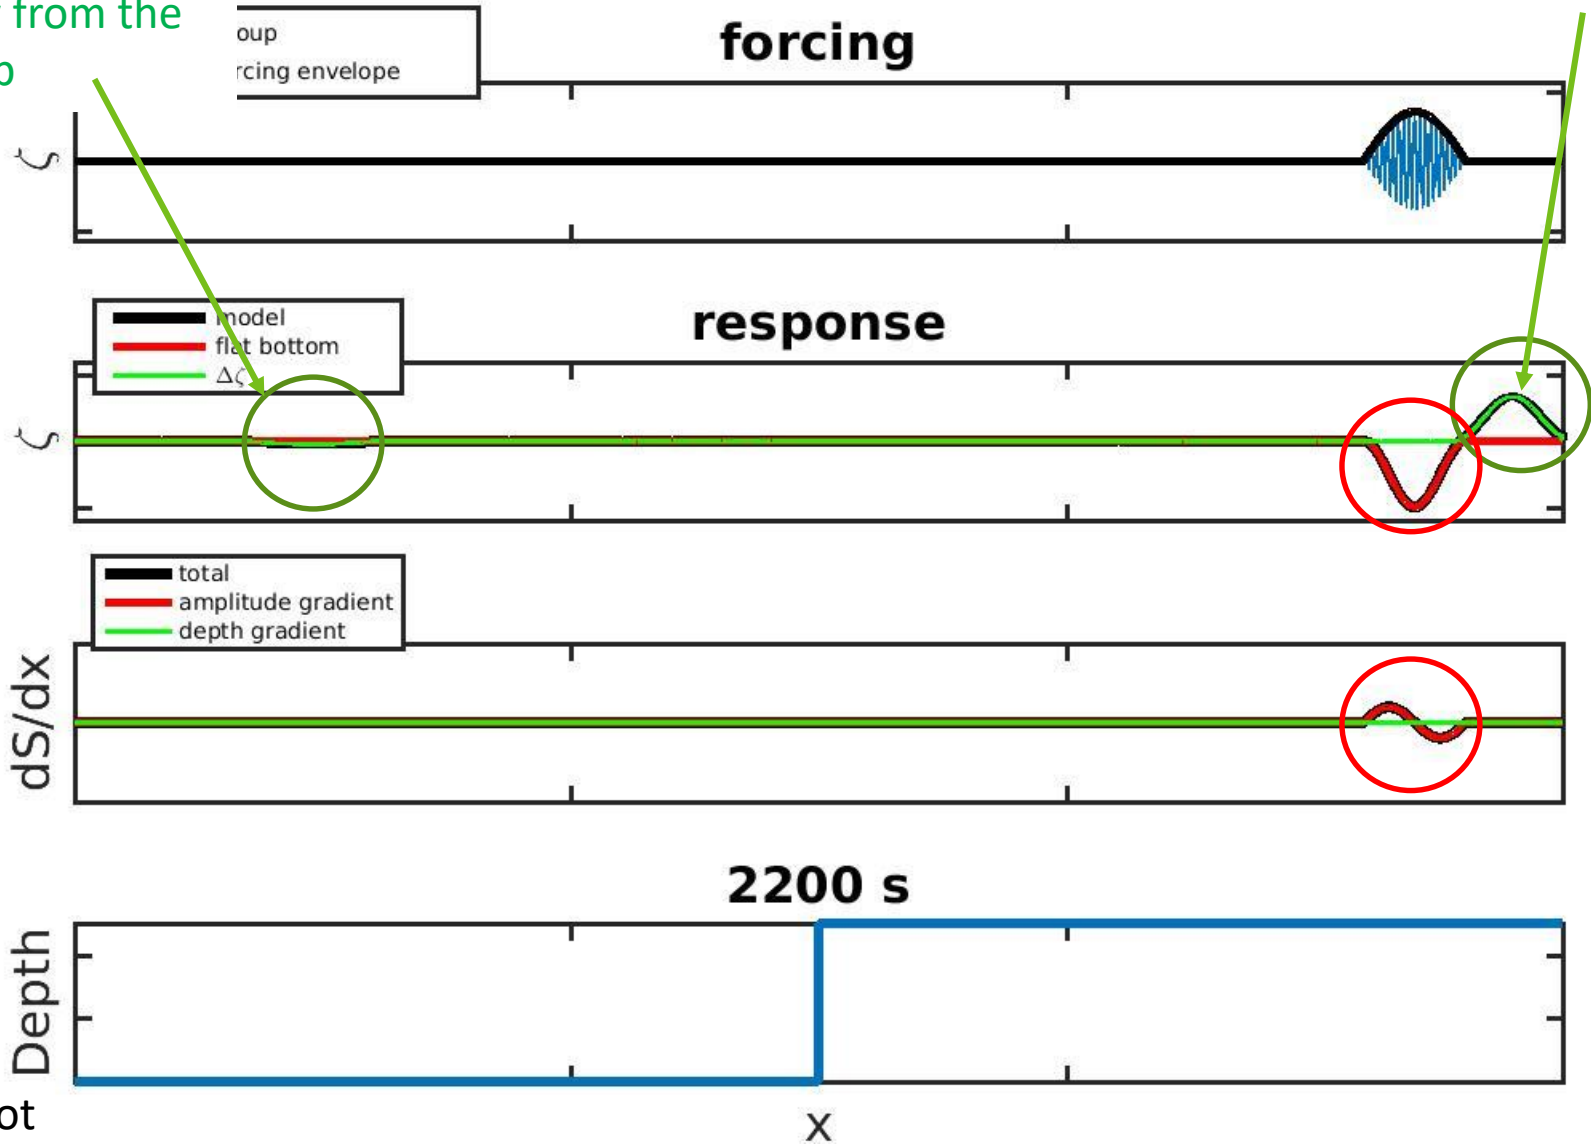 from the
oup
rcing envelope
forcing
ζ
response
model
flat bottom
Δζ
ζ
total
amplitude gradient
depth gradient
dS/dx
2200 s
Depth
ot
x